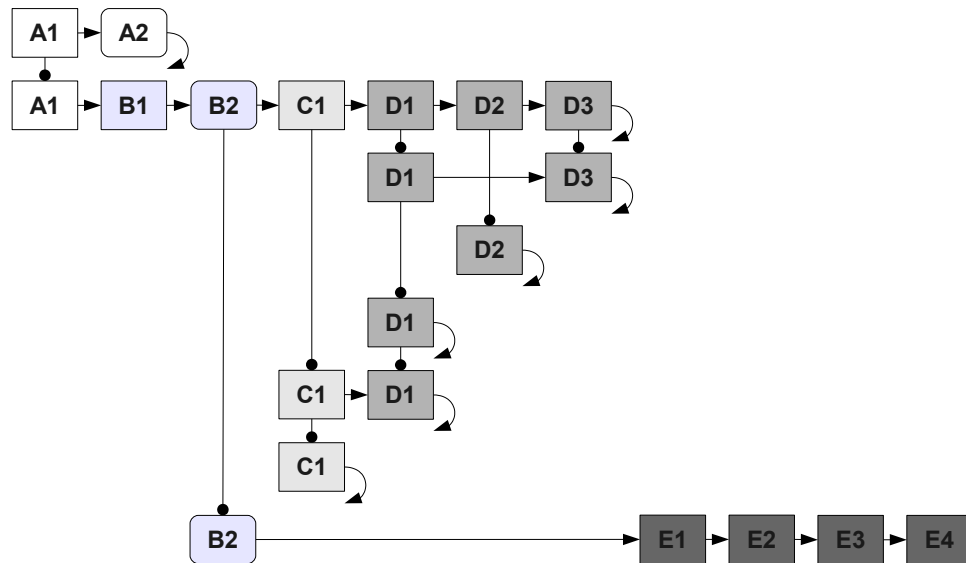 A1 A2
A1 B1 B2 C1 D1 D2 D3
D1 D3
D2
D1
C1 D1
C1
B2 E1 E2 E3 E4